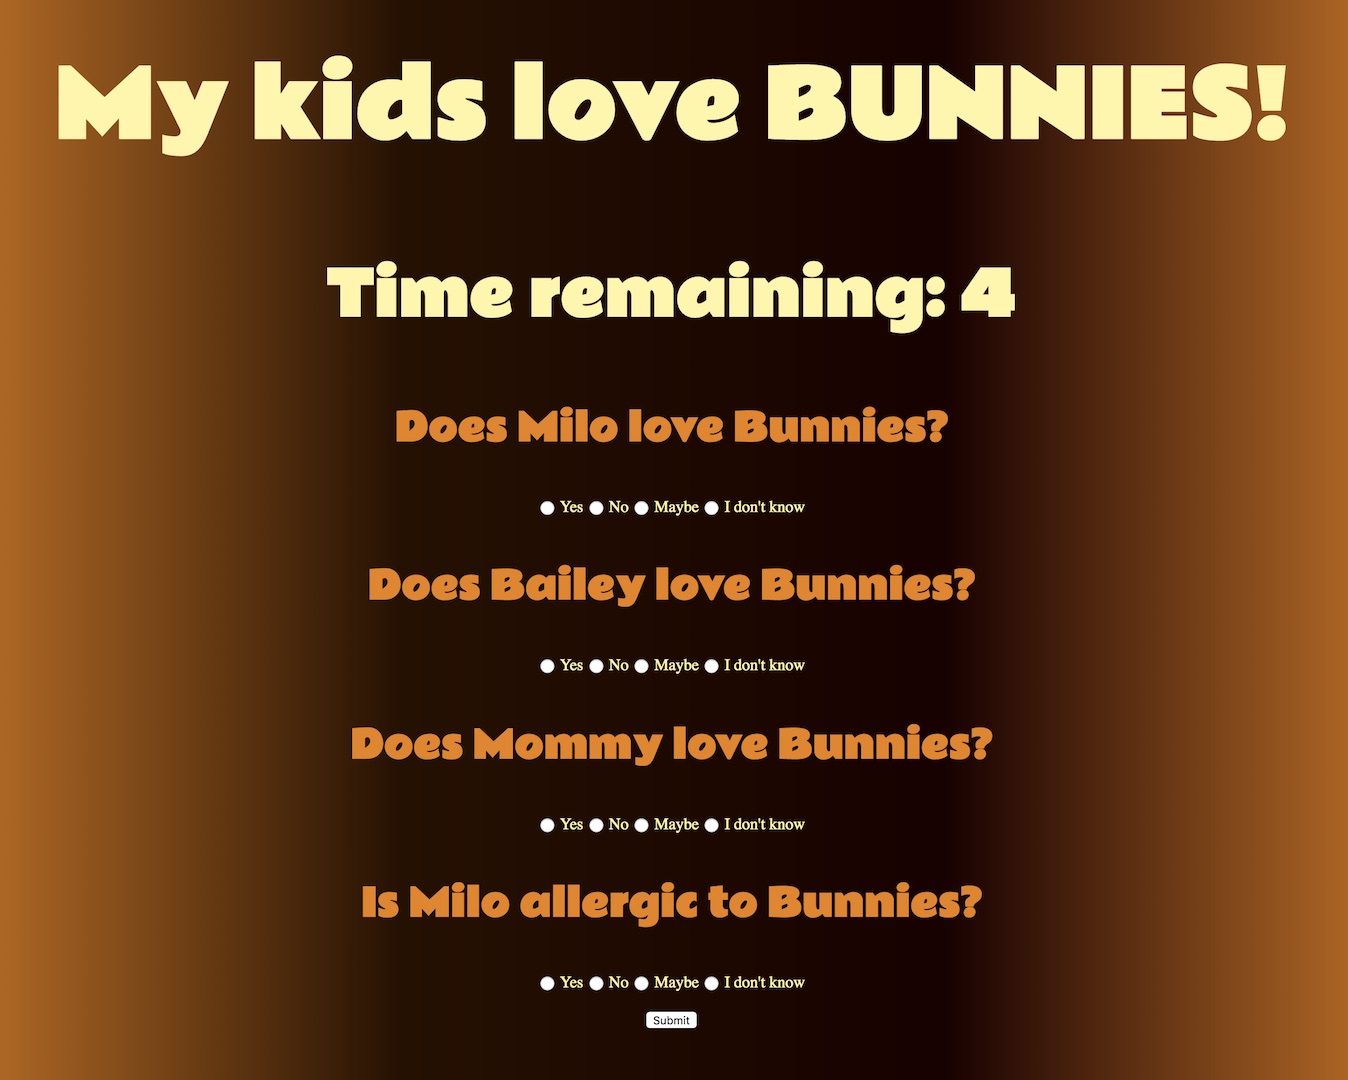 My kids love BUNNIES!
Time remaining: 4
Does Milo love Bunnies?
Yes No Maybe I don't know
Does Bailey love Bunnies?
Yes No Maybe I don't know
Does Mommy love Bunnies?
Yes No Maybe I don't know
Is Milo allergic to Bunnies?
Yes No Maybe I don't know
Submit